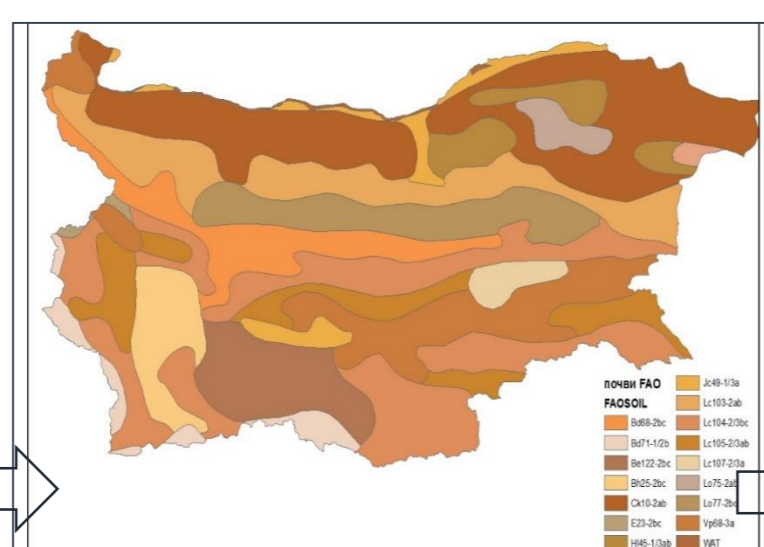 почви FAO
FAOSOIL
Bd68-2bc
Bd71-1/2b
Be122-2bc
Bh25-2bc
Ck10-2ab
E23-2bc
Hl45-1/3ab
Jc49-1/3a
Lc103-2ab
Lc104-2/3bc
Lc105-2/3ab
Lc107-2/3a
Lo75-2ab
Lo77-2bc
Vp68-3a
WAT